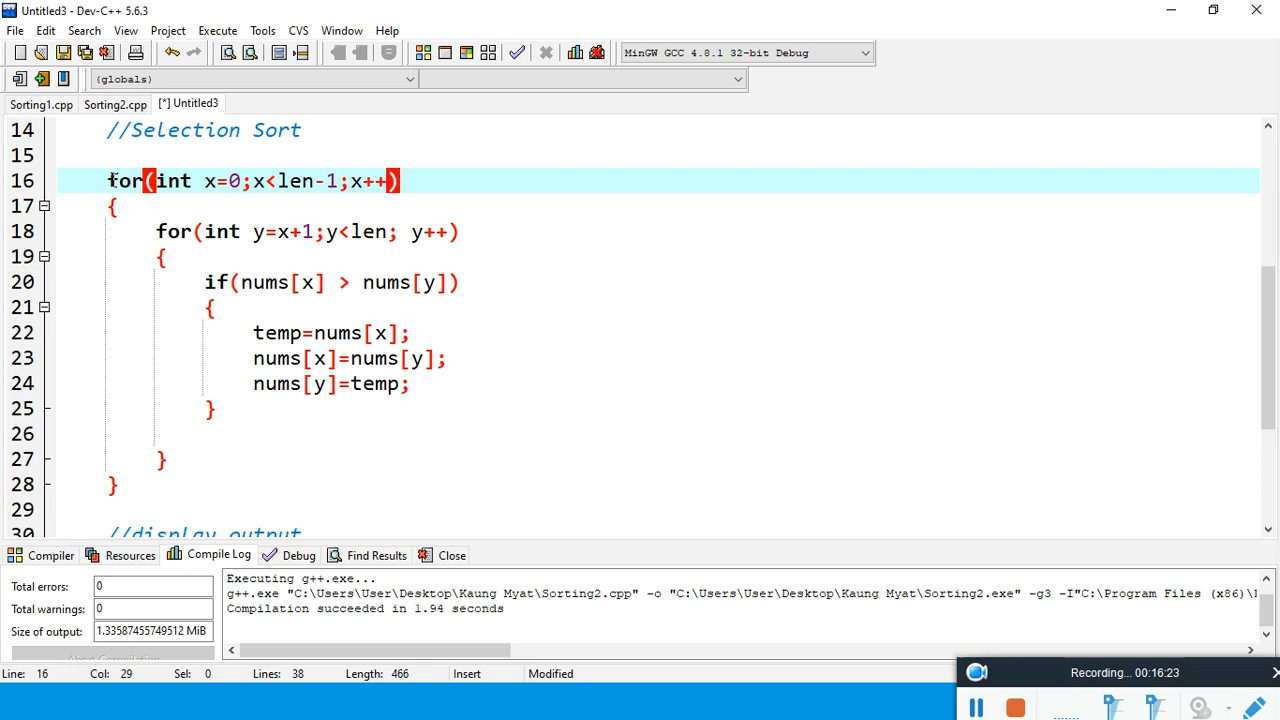 Untitled3 - Dev-C++ 5.6.3
File Edit Search View Project Execute Tools CVS Window Help
MinGW GCC 4.8.1 32-bit Debug
(globals)
Sorting1.cpp Sorting2.cpp [*] Untitled3
14 //Selection Sort
15
16 for(int x=0;x<len-1;x++)
17 {
18 for(int y=x+1;y<len; y++)
19 {
20 if(nums[x] > nums[y])
21 {
22 temp=nums[x];
23 nums[x]=nums[y];
24 nums[y]=temp;
25 }
26
27 }
28 }
29
30 //display output
Compiler Resources Compile Log Debug Find Results Close
Total errors: 0
Total warnings: 0
Size of output: 1.33587455749512 MiB
Abort Compilation
Executing g++.exe...
g++.exe "C:\Users\User\Desktop\Kaung Myat\Sorting2.cpp" -o "C:\Users\User\Desktop\Kaung Myat\Sorting2.exe" -g3 -I"C:\Program Files (x86)\
Compilation succeeded in 1.94 seconds
Line: 16 Col: 29 Sel: 0 Lines: 38 Length: 466 Insert Modified
Recording... 00:16:23